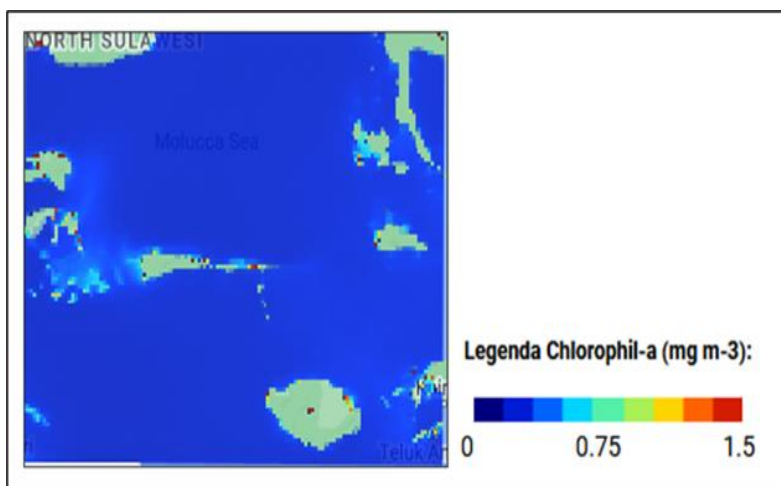 NORTH SULAWESI
Molucca Sea
Teluk
Legenda Chlorophil-a (mg m-3):
0 0.75 1.5